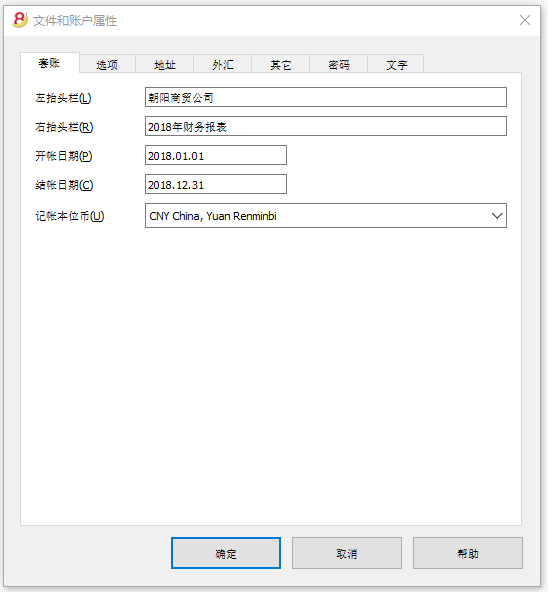 文件和账户属性
套账 选项 地址 外汇 其它 密码 文字
左抬头栏(L) 朝阳商贸公司
右抬头栏(R) 2018年财务报表
开帐日期(P) 2018.01.01
结帐日期(C) 2018.12.31
记帐本位币(U) CNY China, Yuan Renminbi
确定 取消 帮助